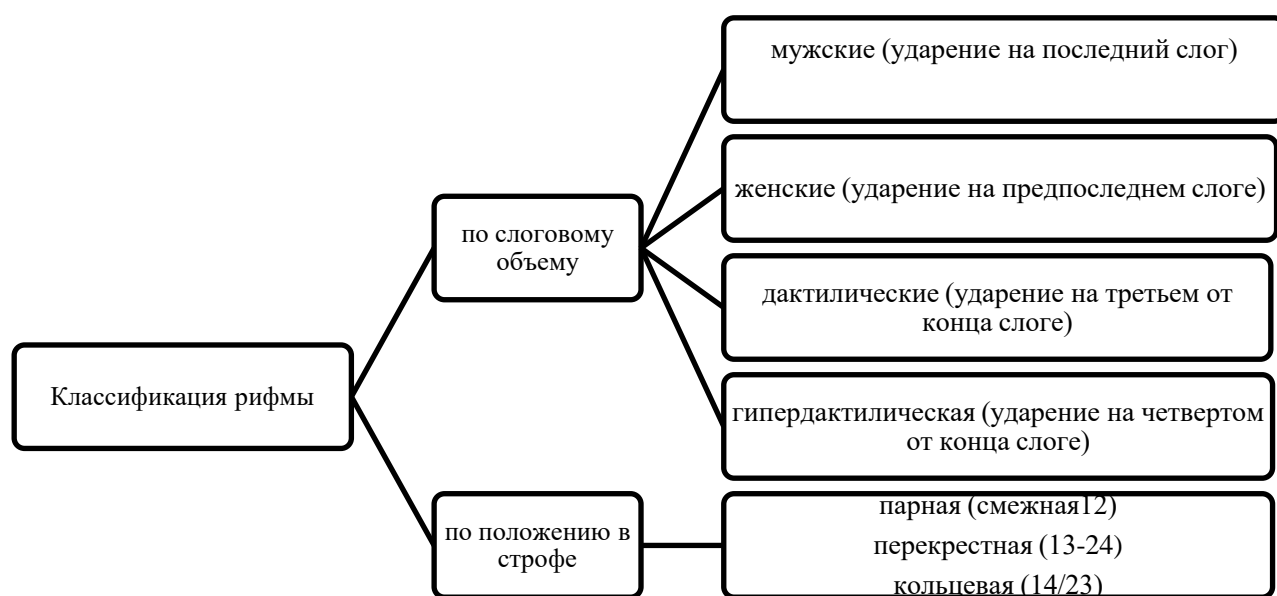 Классификация рифмы
по слоговому
объему
мужские (ударение на последний слог)
женские (ударение на предпоследнем слоге)
дактилические (ударение на третьем от
конца слоге)
гипердактилическая (ударение на четвертом
от конца слоге)
по положению в
строфе
парная (смежная12)
перекрестная (13-24)
кольцевая (14/23)